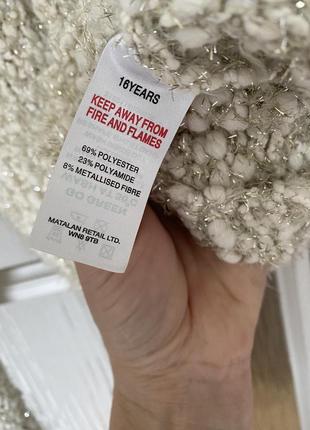 16YEARS
KEEP AWAY FROM
FIRE AND FLAMES
69% POLYESTER
23% POLYAMIDE
8% METALLISED FIBRE
MATALAN RETAIL LTD.
WN8 9TB